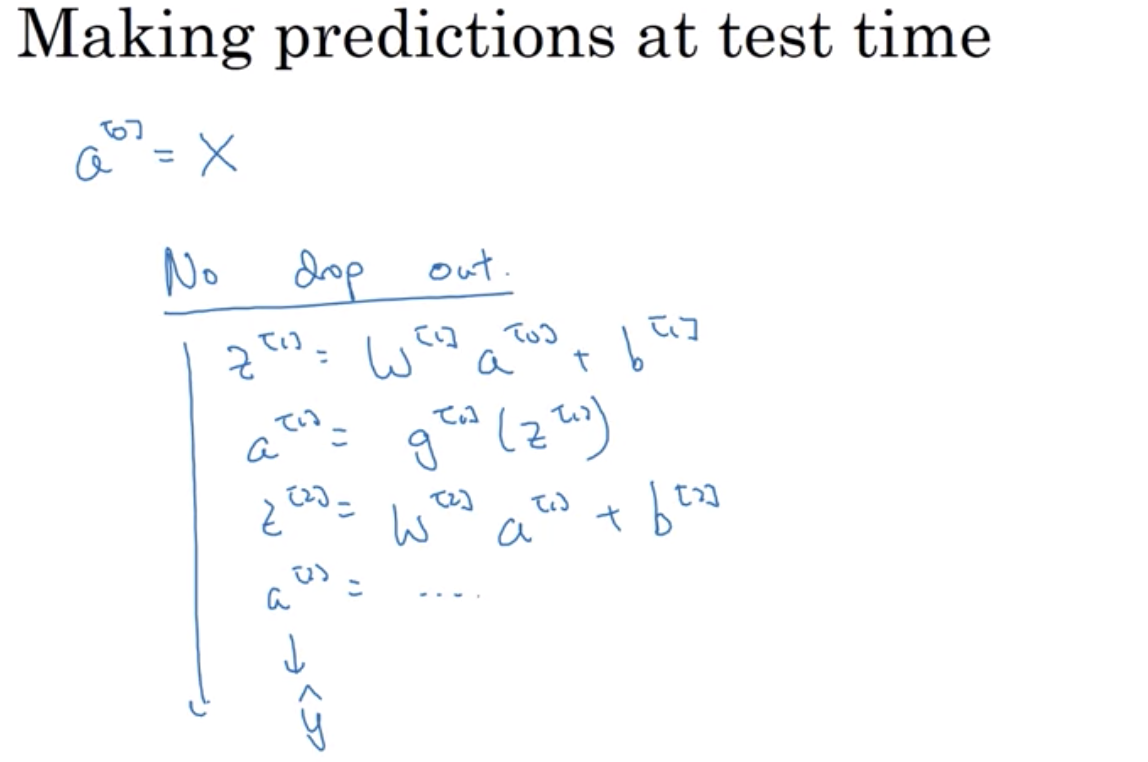 Making predictions at test time
a^[0] = X
No drop out.
z^[1] = W^[1] a^[0] + b^[1]
a^[1] = g^[1] (z^[1])
z^[2] = W^[2] a^[1] + b^[2]
a^[2] = ....
↓
ŷ